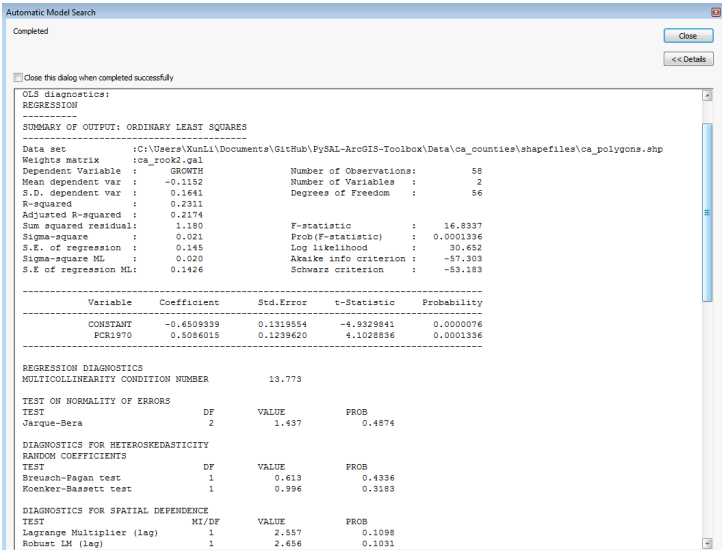 Automatic Model Search
Completed
Close
<< Details
Close this dialog when completed successfully
OLS diagnostics:
REGRESSION
----------
SUMMARY OF OUTPUT: ORDINARY LEAST SQUARES
-----------------------------------------
Data set :C:\Users\XunLi\Documents\GitHub\PySAL-ArcGIS-Toolbox\Data\ca_counties\shapefiles\ca_polygons.shp
Weights matrix :ca_rook2.gal
Dependent Variable : GROWTH Number of Observations: 58
Mean dependent var : -0.1152 Number of Variables : 2
S.D. dependent var : 0.1641 Degrees of Freedom : 56
R-squared : 0.2311
Adjusted R-squared : 0.2174
Sum squared residual: 1.180 F-statistic : 16.8337
Sigma-square : 0.021 Prob(F-statistic) : 0.0001336
S.E. of regression : 0.145 Log likelihood : 30.652
Sigma-square ML : 0.020 Akaike info criterion : -57.303
S.E of regression ML: 0.1426 Schwarz criterion : -53.183
------------------------------------------------------------------------------------
Variable Coefficient Std.Error t-Statistic Probability
------------------------------------------------------------------------------------
CONSTANT -0.6509339 0.1319554 -4.9329841 0.0000076
PCR1970 0.5086015 0.1239620 4.1028836 0.0001336
------------------------------------------------------------------------------------
REGRESSION DIAGNOSTICS
MULTICOLLINEARITY CONDITION NUMBER 13.773
TEST ON NORMALITY OF ERRORS
TEST DF VALUE PROB
Jarque-Bera 2 1.437 0.4874
DIAGNOSTICS FOR HETEROSKEDASTICITY
RANDOM COEFFICIENTS
TEST DF VALUE PROB
Breusch-Pagan test 1 0.613 0.4336
Koenker-Bassett test 1 0.996 0.3183
DIAGNOSTICS FOR SPATIAL DEPENDENCE
TEST MI/DF VALUE PROB
Lagrange Multiplier (lag) 1 2.557 0.1098
Robust LM (lag) 1 2.656 0.1031